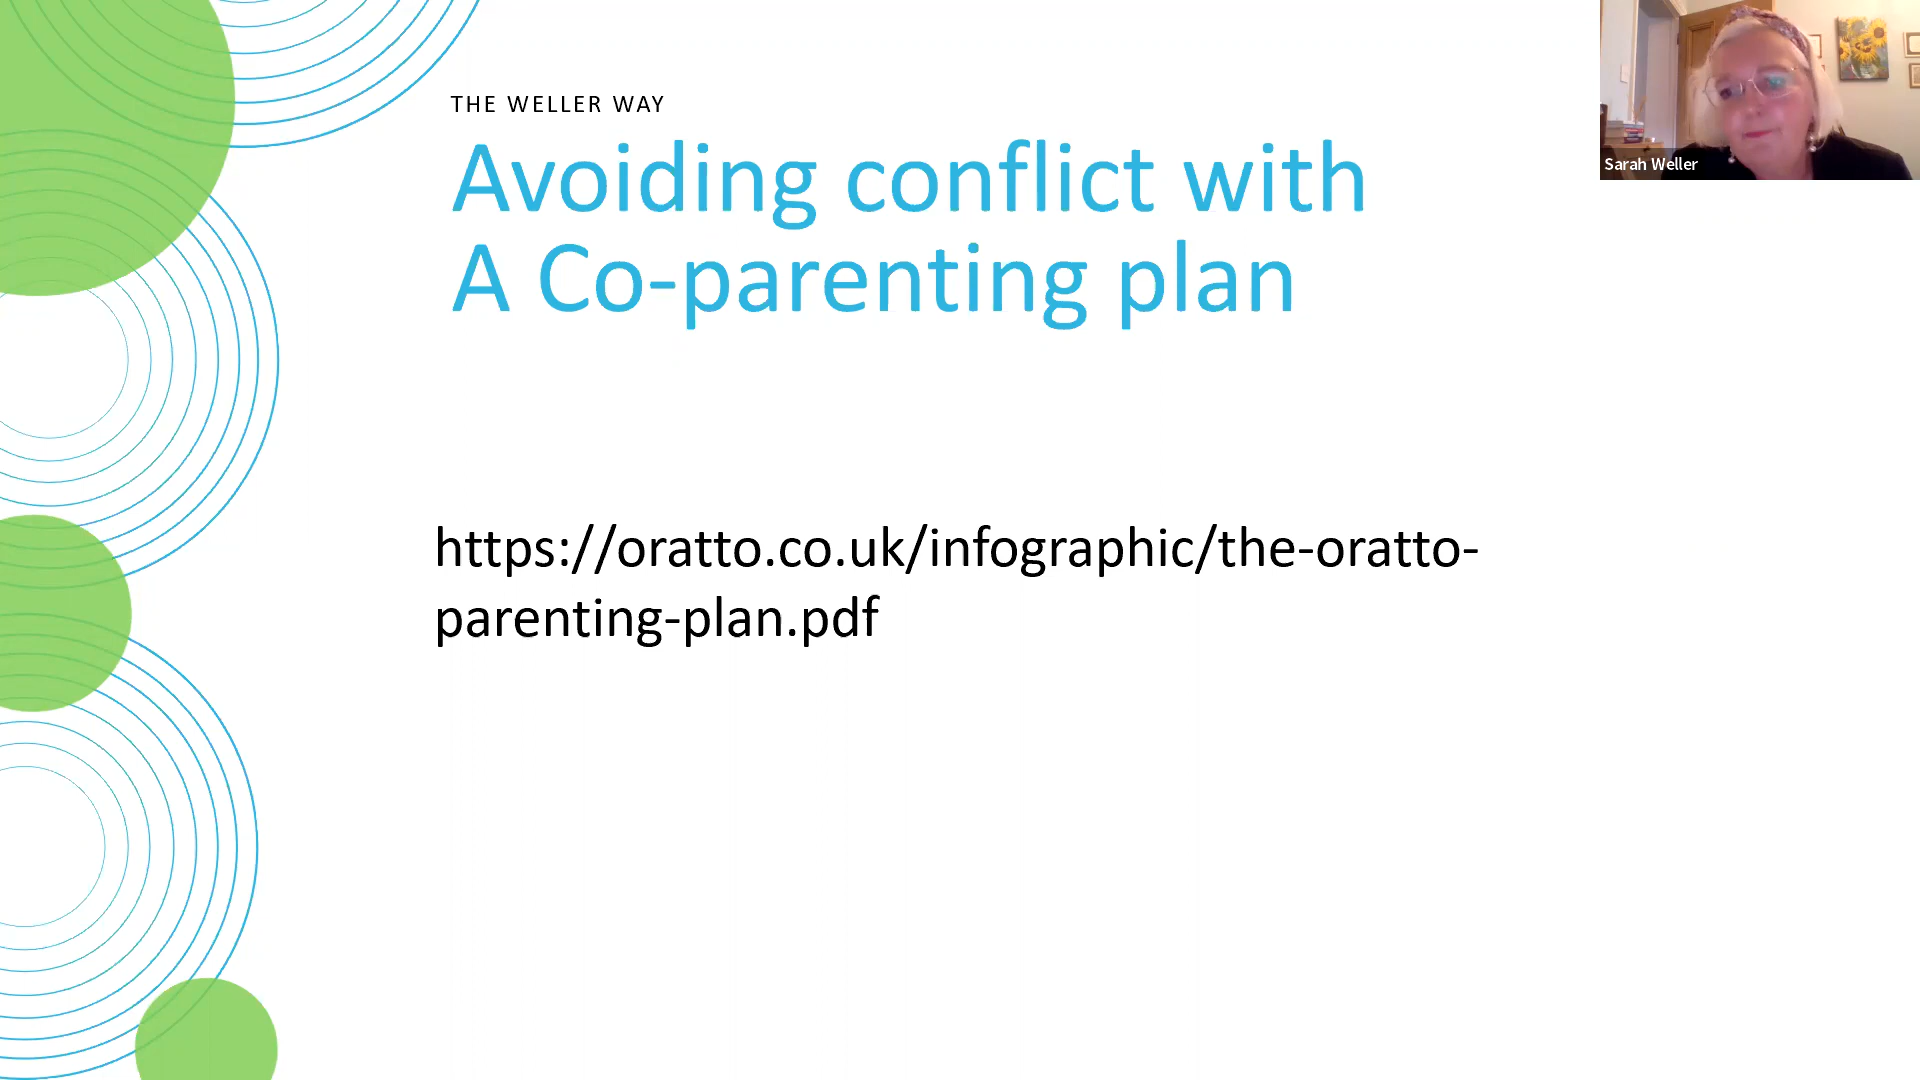 THE WELLER WAY
Avoiding conflict with
A Co-parenting plan
https://oratto.co.uk/infographic/the-oratto-
parenting-plan.pdf
Sarah Weller